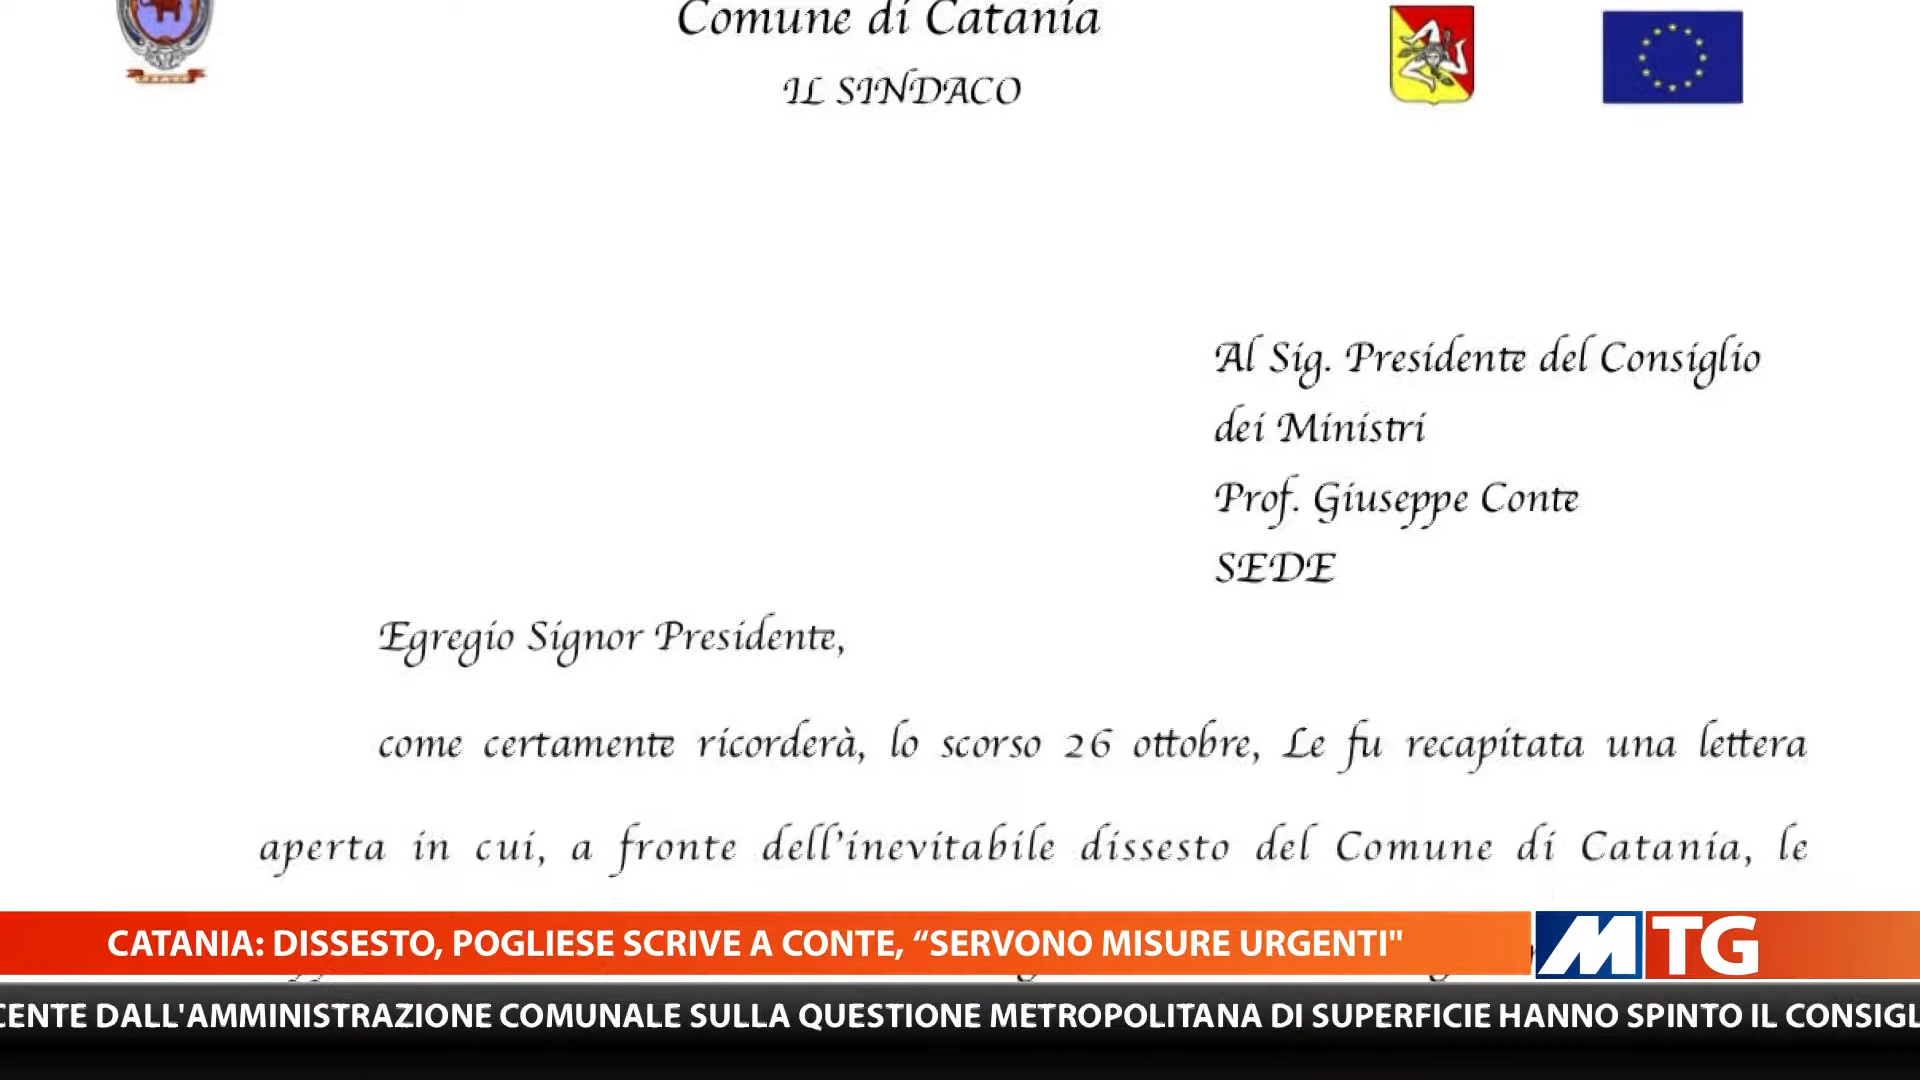 Comune di Catania
IL SINDACO
Al Sig. Presidente del Consiglio
dei Ministri
Prof. Giuseppe Conte
SEDE
Egregio Signor Presidente,
come certamente ricorderà, lo scorso 26 ottobre, Le fu recapitata una lettera
aperta in cui, a fronte dell'inevitabile dissesto del Comune di Catania, le
CATANIA: DISSESTO, POGLIESE SCRIVE A CONTE, “SERVONO MISURE URGENTI"
MTG
CENTE DALL'AMMINISTRAZIONE COMUNALE SULLA QUESTIONE METROPOLITANA DI SUPERFICIE HANNO SPINTO IL CONSIGL